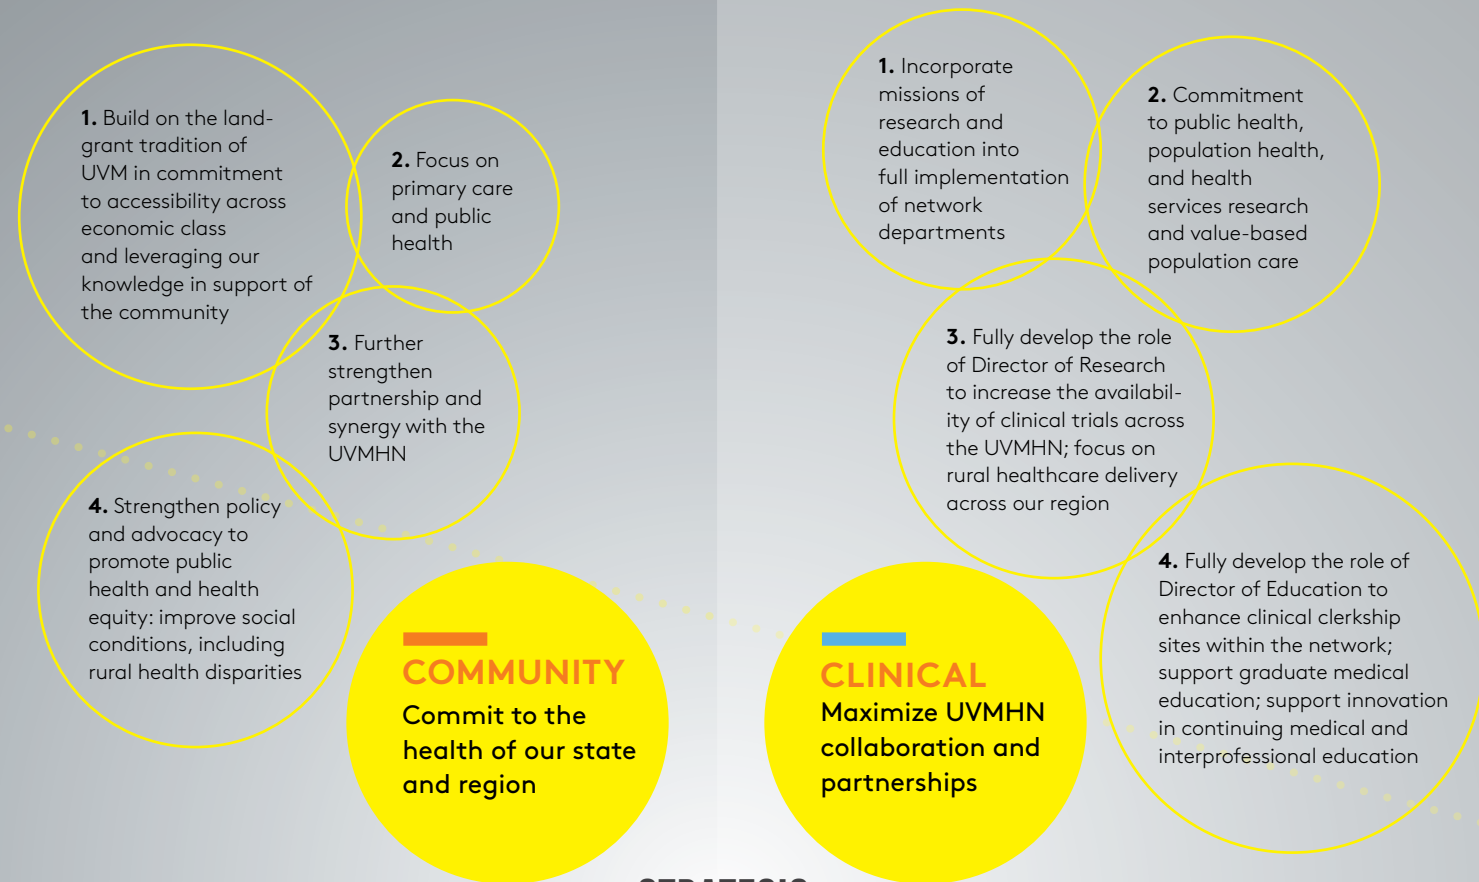 1. Build on the land-
grant tradition of
UVM in commitment
to accessibility across
economic class
and leveraging our
knowledge in support of
the community
2. Focus on
primary care
and public
health
3. Further
strengthen
partnership and
synergy with the
UVMHN
4. Strengthen policy
and advocacy to
promote public
health and health
equity: improve social
conditions, including
rural health disparities
COMMUNITY
Commit to the
health of our state
and region
1. Incorporate
missions of
research and
education into
full implementation
of network
departments
2. Commitment
to public health,
population health,
and health
services research
and value-based
population care
3. Fully develop the role
of Director of Research
to increase the availabil-
ity of clinical trials across
the UVMHN; focus on
rural healthcare delivery
across our region
4. Fully develop the role of
Director of Education to
enhance clinical clerkship
sites within the network;
support graduate medical
education; support innovation
in continuing medical and
interprofessional education
CLINICAL
Maximize UVMHN
collaboration and
partnerships
STRATEGIC